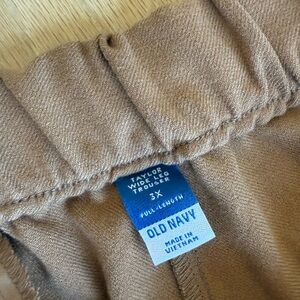 TAYLOR
WIDE LEG
TROUSER
3X
FULL-LENGTH
OLD NAVY
MADE IN
VIETNAM